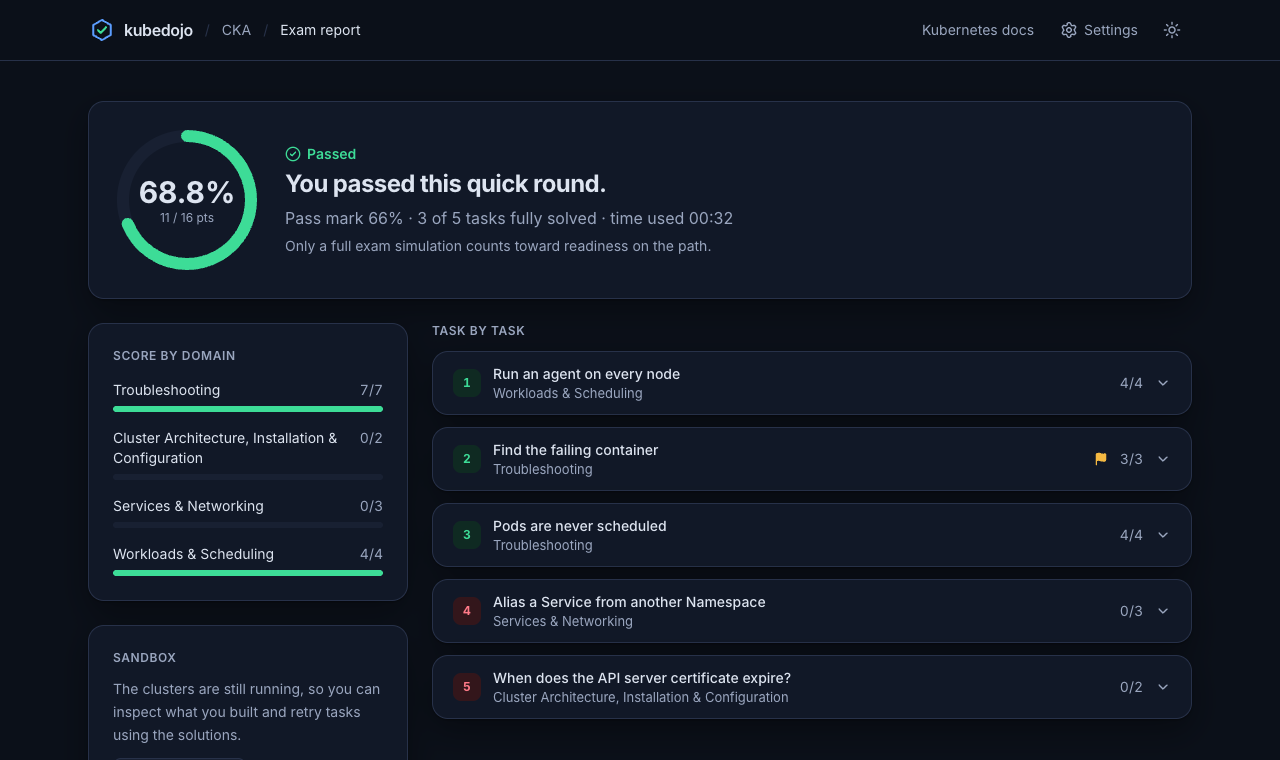 kubedojo / CKA / Exam report
Kubernetes docs
Settings
68.8%
11 / 16 pts
Passed
You passed this quick round.
Pass mark 66% · 3 of 5 tasks fully solved · time used 00:32
Only a full exam simulation counts toward readiness on the path.
SCORE BY DOMAIN
Troubleshooting 7/7
Cluster Architecture, Installation & 0/2
Configuration
Services & Networking 0/3
Workloads & Scheduling 4/4
SANDBOX
The clusters are still running, so you can
inspect what you built and retry tasks
using the solutions.
TASK BY TASK
1 Run an agent on every node 4/4
Workloads & Scheduling
2 Find the failing container 3/3
Troubleshooting
3 Pods are never scheduled 4/4
Troubleshooting
4 Alias a Service from another Namespace 0/3
Services & Networking
5 When does the API server certificate expire? 0/2
Cluster Architecture, Installation & Configuration